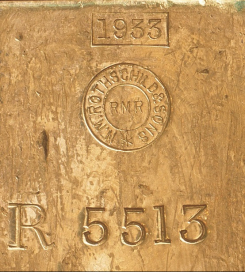 1933
N.M.ROTHSCHILD & SONS
RMR
R 5513